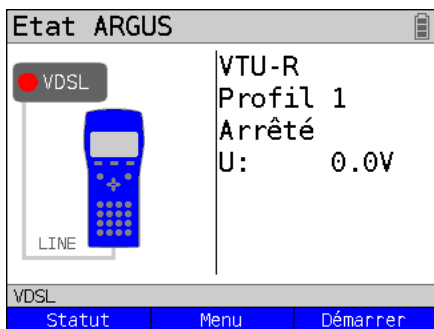 Etat ARGUS
VDSL
LINE
VTU-R
Profil 1
Arrêté
U: 0.0V
VDSL
Statut Menu Démarrer